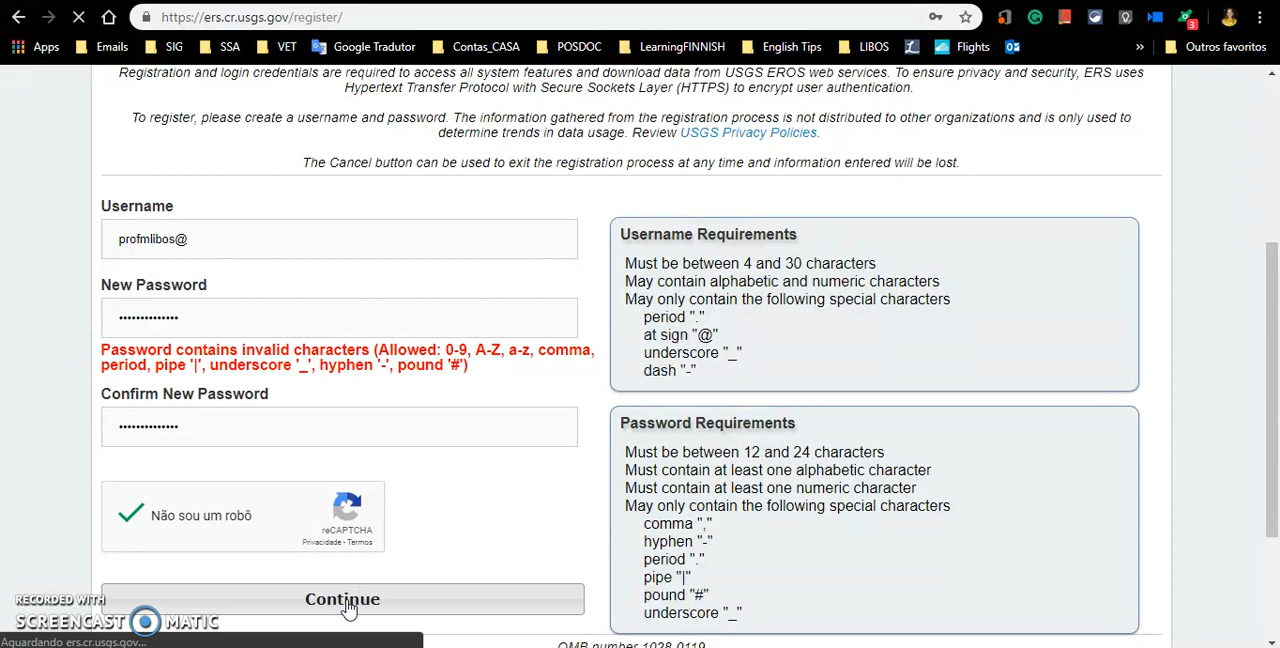 https://ers.cr.usgs.gov/register/
3
Apps Emails SIG SSA VET Google Tradutor Contas_CASA POSDOC LearningFINNISH English Tips LIBOS Flights » Outros favoritos
Registration and login credentials are required to access all system features and download data from USGS EROS web services. To ensure privacy and security, ERS uses
Hypertext Transfer Protocol with Secure Sockets Layer (HTTPS) to encrypt user authentication.
To register, please create a username and password. The information gathered from the registration process is not distributed to other organizations and is only used to
determine trends in data usage. Review USGS Privacy Policies.
The Cancel button can be used to exit the registration process at any time and information entered will be lost.
Username
profmlibos@
New Password
••••••••••••••
Password contains invalid characters (Allowed: 0-9, A-Z, a-z, comma,
period, pipe '|', underscore '_', hyphen '-', pound '#')
Confirm New Password
••••••••••••••
Não sou um robô
reCAPTCHA
Privacidade - Termos
Continue
Username Requirements
Must be between 4 and 30 characters
May contain alphabetic and numeric characters
May only contain the following special characters
period "."
at sign "@"
underscore "_"
dash "-"
Password Requirements
Must be between 12 and 24 characters
Must contain at least one alphabetic character
Must contain at least one numeric character
May only contain the following special characters
comma ","
hyphen "-"
period "."
pipe "|"
pound "#"
underscore "_"
RECORDED WITH
SCREENCAST MATIC
Aguardando ers.cr.usgs.gov...
OMB number 1028-0119